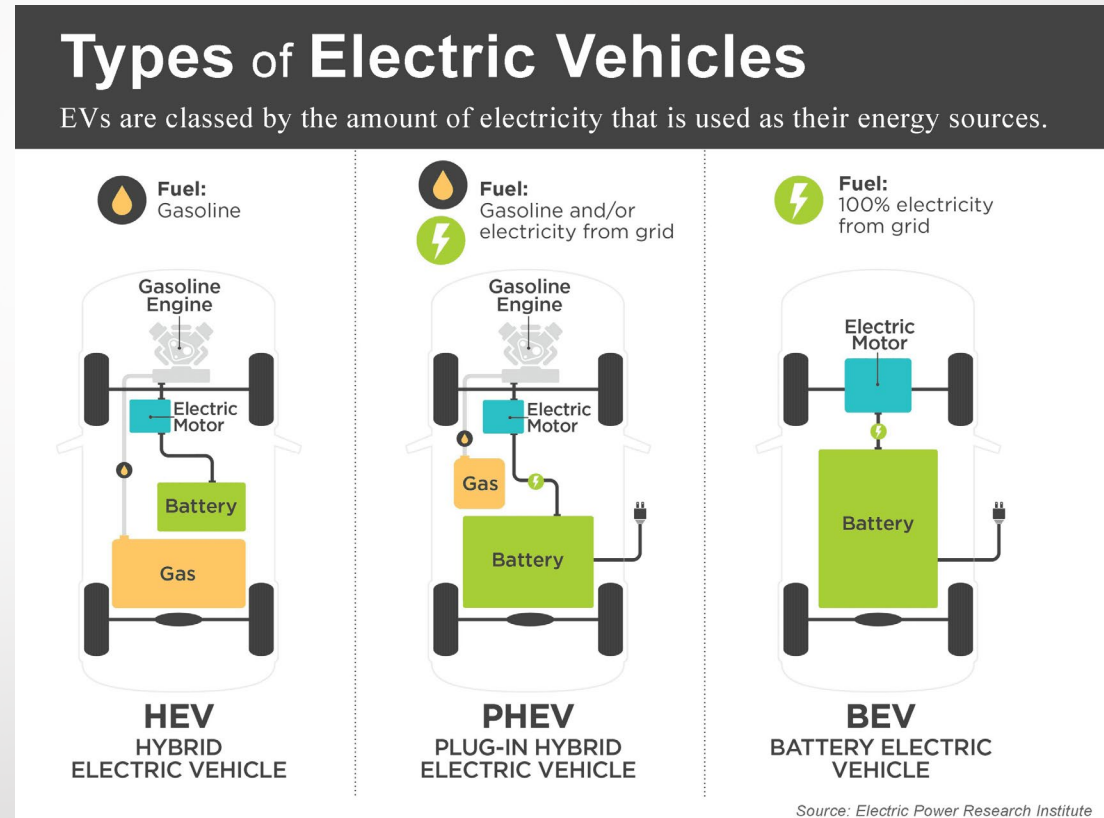 Types of Electric Vehicles
EVs are classed by the amount of electricity that is used as their energy sources.
Fuel:
Gasoline
Gasoline
Engine
Electric
Motor
Battery
Gas
HEV
HYBRID
ELECTRIC VEHICLE
Fuel:
Gasoline and/or
electricity from grid
Gasoline
Engine
Electric
Motor
Gas
Battery
PHEV
PLUG-IN HYBRID
ELECTRIC VEHICLE
Fuel:
100% electricity
from grid
Electric
Motor
Battery
BEV
BATTERY ELECTRIC
VEHICLE
Source: Electric Power Research Institute